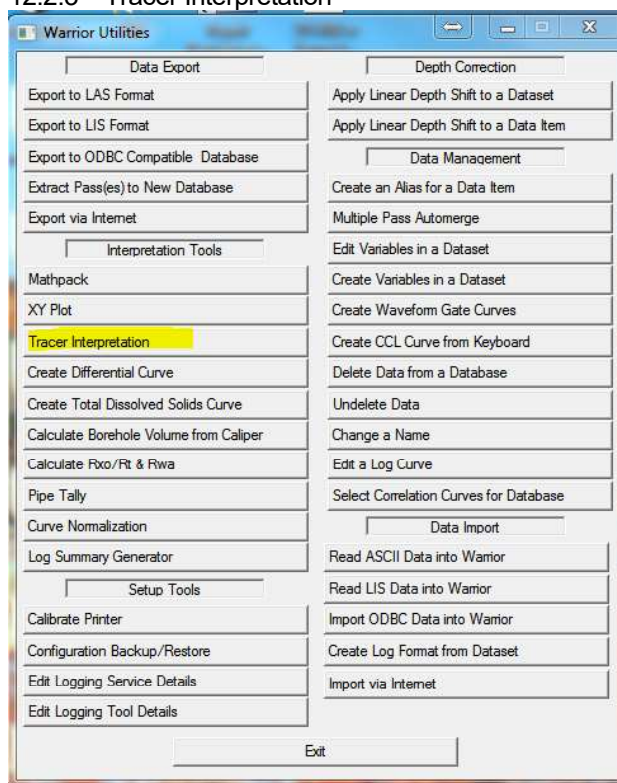 12.2.3 Tracer Interpretation
Warrior Utilities
Data Export
Export to LAS Format
Export to LIS Format
Export to ODBC Compatible Database
Extract Pass(es) to New Database
Export via Internet
Interpretation Tools
Mathpack
XY Plot
Tracer Interpretation
Create Differential Curve
Create Total Dissolved Solids Curve
Calculate Borehole Volume from Caliper
Calculate Rxo/Rt & Rwa
Pipe Tally
Curve Normalization
Log Summary Generator
Setup Tools
Calibrate Printer
Configuration Backup/Restore
Edit Logging Service Details
Edit Logging Tool Details
Depth Correction
Apply Linear Depth Shift to a Dataset
Apply Linear Depth Shift to a Data Item
Data Management
Create an Alias for a Data Item
Multiple Pass Automerge
Edit Variables in a Dataset
Create Variables in a Dataset
Create Waveform Gate Curves
Create CCL Curve from Keyboard
Delete Data from a Database
Undelete Data
Change a Name
Edit a Log Curve
Select Correlation Curves for Database
Data Import
Read ASCII Data into Warrior
Read LIS Data into Warrior
Import ODBC Data into Warrior
Create Log Format from Dataset
Import via Internet
Exit